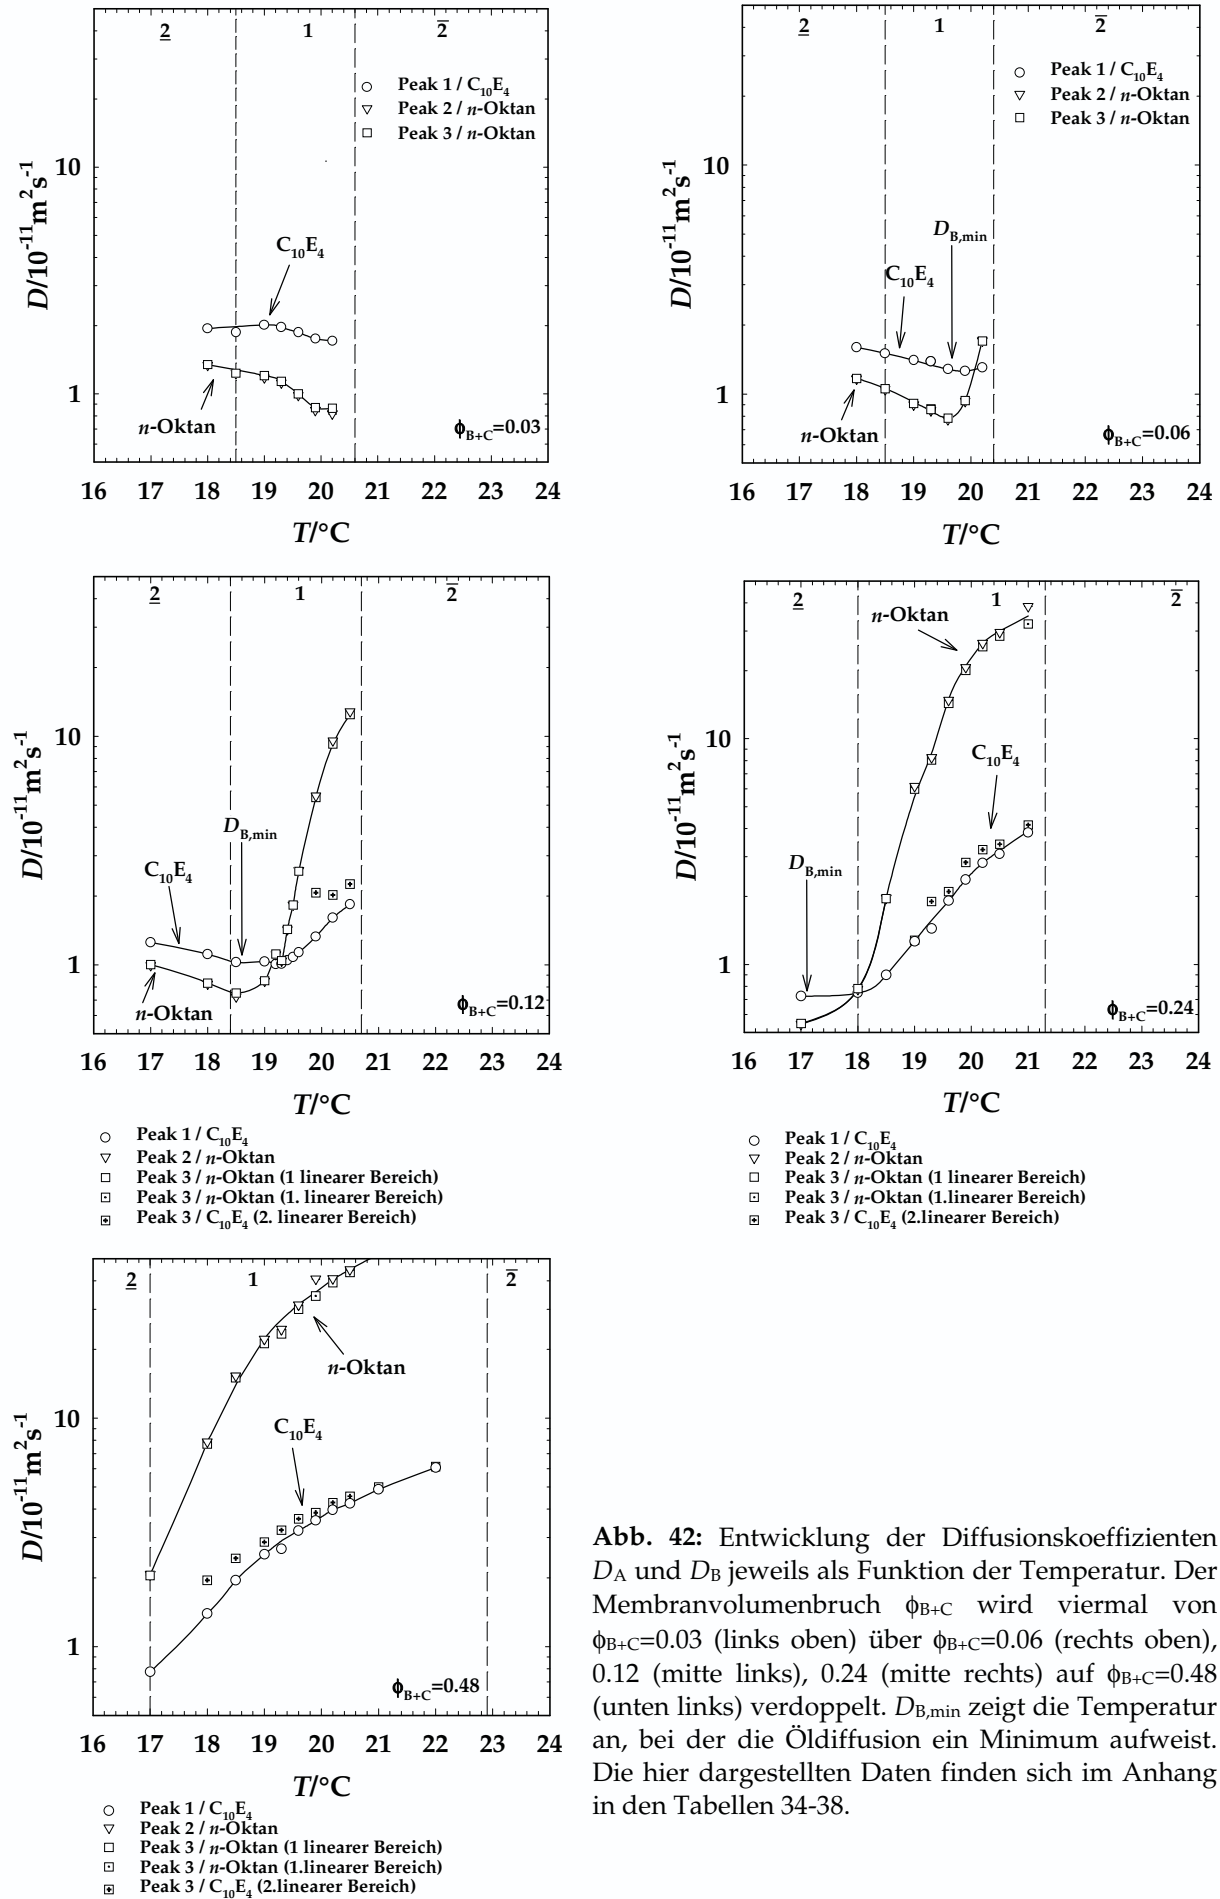 2 1 2
Peak 1 / C10E4
Peak 2 / n-Oktan
Peak 3 / n-Oktan
10
1
D/10-11m2s-1
C10E4
n-Oktan
ϕB+C=0.03
16 17 18 19 20 21 22 23 24
T/°C
2 1 2
Peak 1 / C10E4
Peak 2 / n-Oktan
Peak 3 / n-Oktan
10
1
D/10-11m2s-1
DB,min
C10E4
n-Oktan
ϕB+C=0.06
16 17 18 19 20 21 22 23 24
T/°C
2 1 2
10
1
D/10-11m2s-1
DB,min
C10E4
n-Oktan
ϕB+C=0.12
16 17 18 19 20 21 22 23 24
T/°C
Peak 1 / C10E4
Peak 2 / n-Oktan
Peak 3 / n-Oktan (1 linearer Bereich)
Peak 3 / n-Oktan (1. linearer Bereich)
Peak 3 / C10E4 (2. linearer Bereich)
2 1 2
n-Oktan
10
1
D/10-11m2s-1
C10E4
DB,min
ϕB+C=0.24
16 17 18 19 20 21 22 23 24
T/°C
Peak 1 / C10E4
Peak 2 / n-Oktan
Peak 3 / n-Oktan (1 linearer Bereich)
Peak 3 / n-Oktan (1.linearer Bereich)
Peak 3 / C10E4 (2.linearer Bereich)
2 1 2
n-Oktan
10
1
D/10-11m2s-1
C10E4
ϕB+C=0.48
16 17 18 19 20 21 22 23 24
T/°C
Peak 1 / C10E4
Peak 2 / n-Oktan
Peak 3 / n-Oktan (1 linearer Bereich)
Peak 3 / n-Oktan (1.linearer Bereich)
Peak 3 / C10E4 (2.linearer Bereich)
Abb. 42: Entwicklung der Diffusionskoeffizienten
DA und DB jeweils als Funktion der Temperatur. Der
Membranvolumenbruch ϕB+C wird viermal von
ϕB+C=0.03 (links oben) über ϕB+C=0.06 (rechts oben),
0.12 (mitte links), 0.24 (mitte rechts) auf ϕB+C=0.48
(unten links) verdoppelt. DB,min zeigt die Temperatur
an, bei der die Öldiffusion ein Minimum aufweist.
Die hier dargestellten Daten finden sich im Anhang
in den Tabellen 34-38.